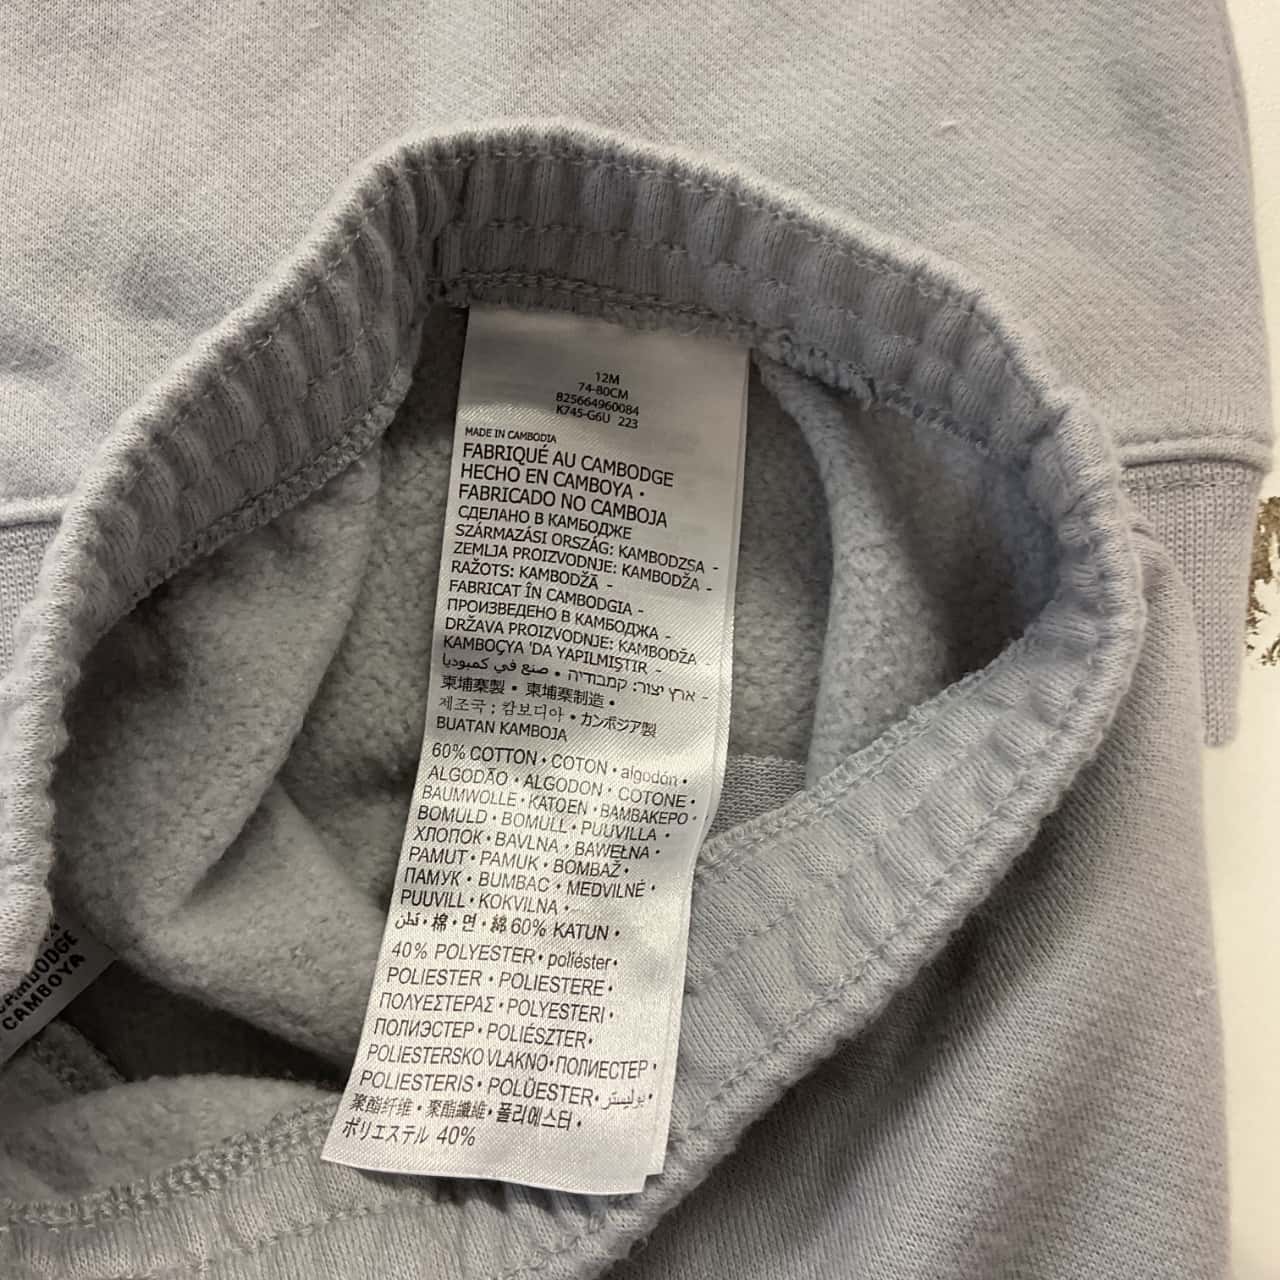 12M
74-80CM
825664960084
K745-G6U 223
MADE IN CAMBODIA
FABRIQUÉ AU CAMBODGE
HECHO EN CAMBOYA •
FABRICADO NO CAMBOJA
СДЕЛАНО В КАМБОДЖЕ
SZÁRMAZÁSI ORSZÁG: KAMBODZSA -
ZEMLJA PROIZVODNJE: KAMBODŽA -
RAŽOTS: KAMBODŽĀ -
FABRICAT ÎN CAMBODGIA -
ПРОИЗВЕДЕНО В КАМБОДЖА -
DRŽAVA PROIZVODNJE: KAMBODŽA -
KAMBOÇYA 'DA YAPILMIŞTIR -
ארץ יצור: קמבודיה • صنع في كمبوديا -
柬埔寨製 • 柬埔寨制造 •
제조국 : 캄보디아 • カンボジア製
BUATAN KAMBOJA
60% COTTON • COTON • algodón •
ALGODÃO • ALGODON • COTONE •
BAUMWOLLE • KATOEN • ΒΑΜΒΑΚΕΡΟ •
BOMULD • BOMULL • PUUVILLA •
ХЛОПОК • BAVLNA • BAWEŁNA •
PAMUT • PAMUK • BOMBAŽ •
ПАМУК • BUMBAC • MEDVILNĖ •
PUUVILL • KOKVILNA •
قطن • 棉 • 면 • 綿 60% KATUN •
40% POLYESTER • poliéster •
POLIESTER • POLIESTERE •
ΠΟΛΥΕΣΤΕΡΑΣ • POLYESTERI •
ПОЛИЭСТЕР • POLIÉSZTER •
POLIESTERSKO VLAKNO • ПОЛИЕСТЕР •
POLIESTERIS • POLÜESTER • بوليستر •
聚酯纤维 • 聚酯纖維 • 폴리에스터 •
ポリエステル 40%
CAMBODGE
CAMBOYA